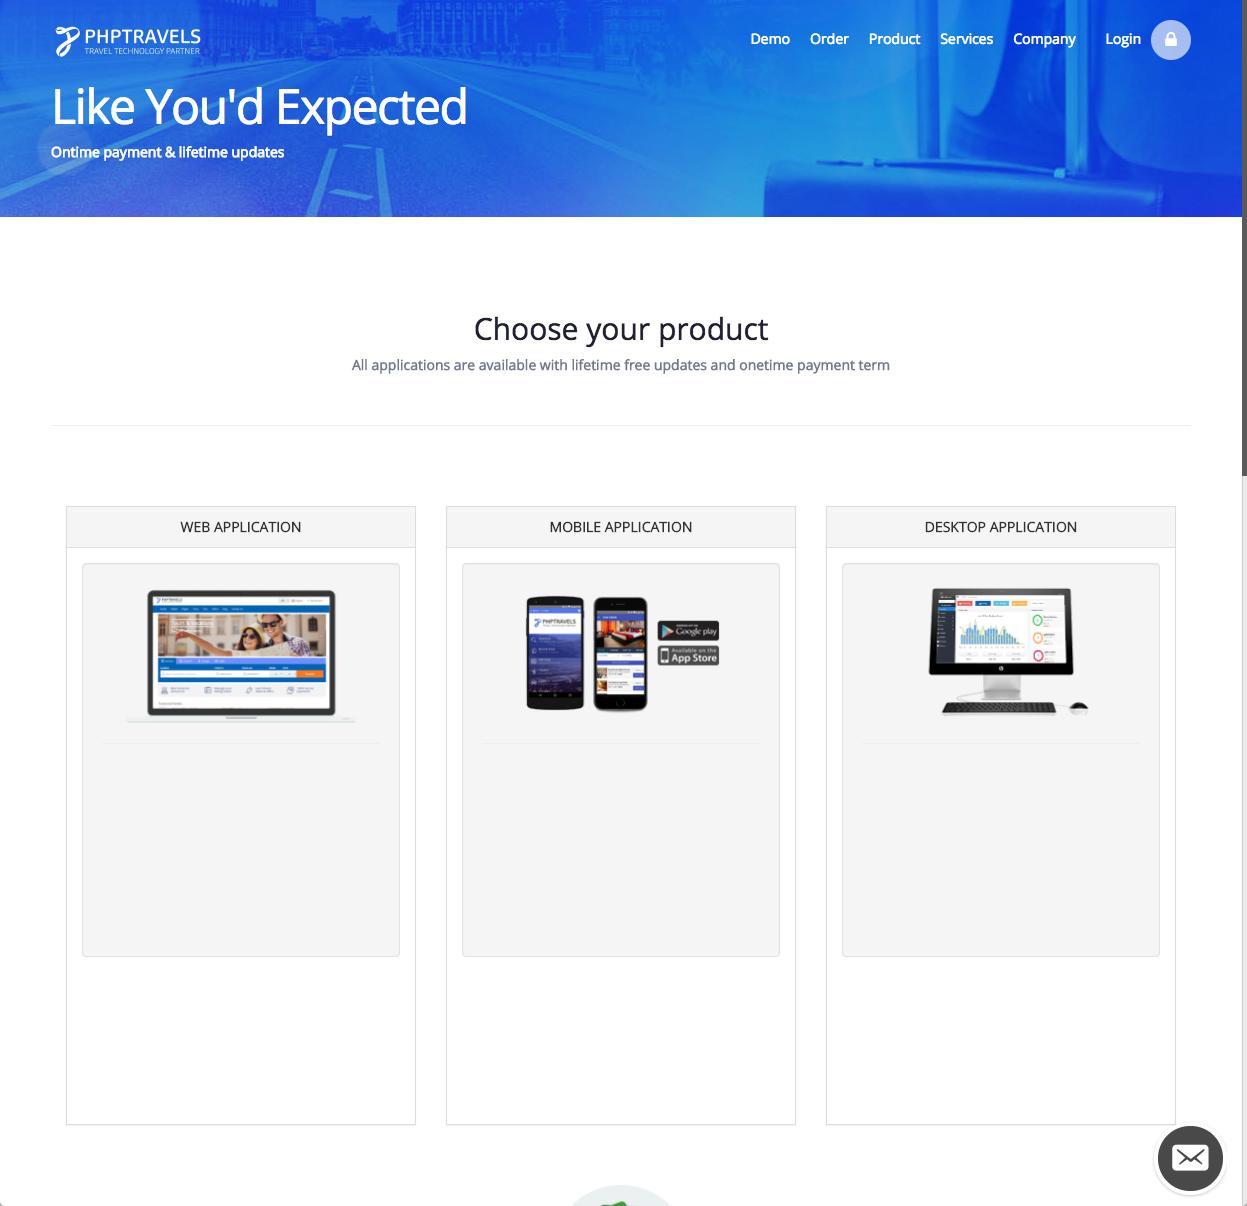 PHPTRAVELS
TRAVEL TECHNOLOGY PARTNER
Demo Order Product Services Company Login
Like You'd Expected
Ontime payment & lifetime updates
Choose your product
All applications are available with lifetime free updates and onetime payment term
WEB APPLICATION
MOBILE APPLICATION
DESKTOP APPLICATION
PHPTRAVELS
PHPTRAVELS
Google play
Available on the
App Store